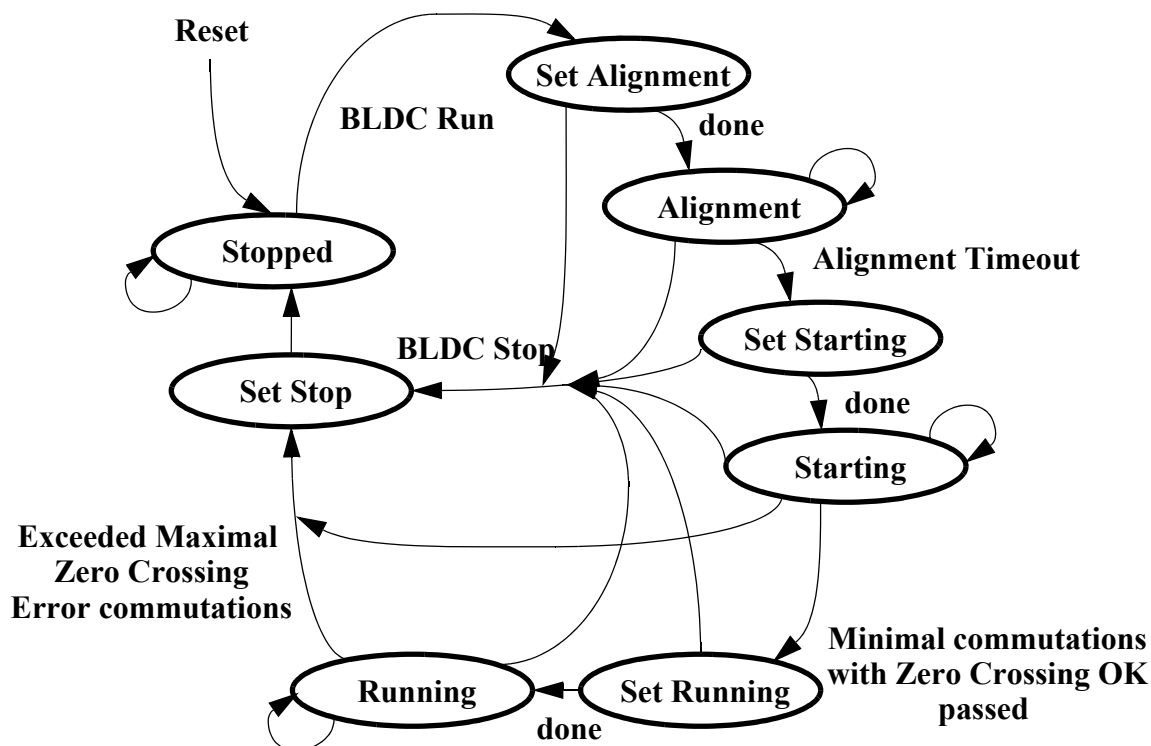 Reset
Set Alignment
BLDC Run
done
Alignment
Stopped
Alignment Timeout
Set Starting
BLDC Stop
Set Stop
done
Starting
Exceeded Maximal
Zero Crossing
Error commutations
Minimal commutations
with Zero Crossing OK
passed
Running
Set Running
done